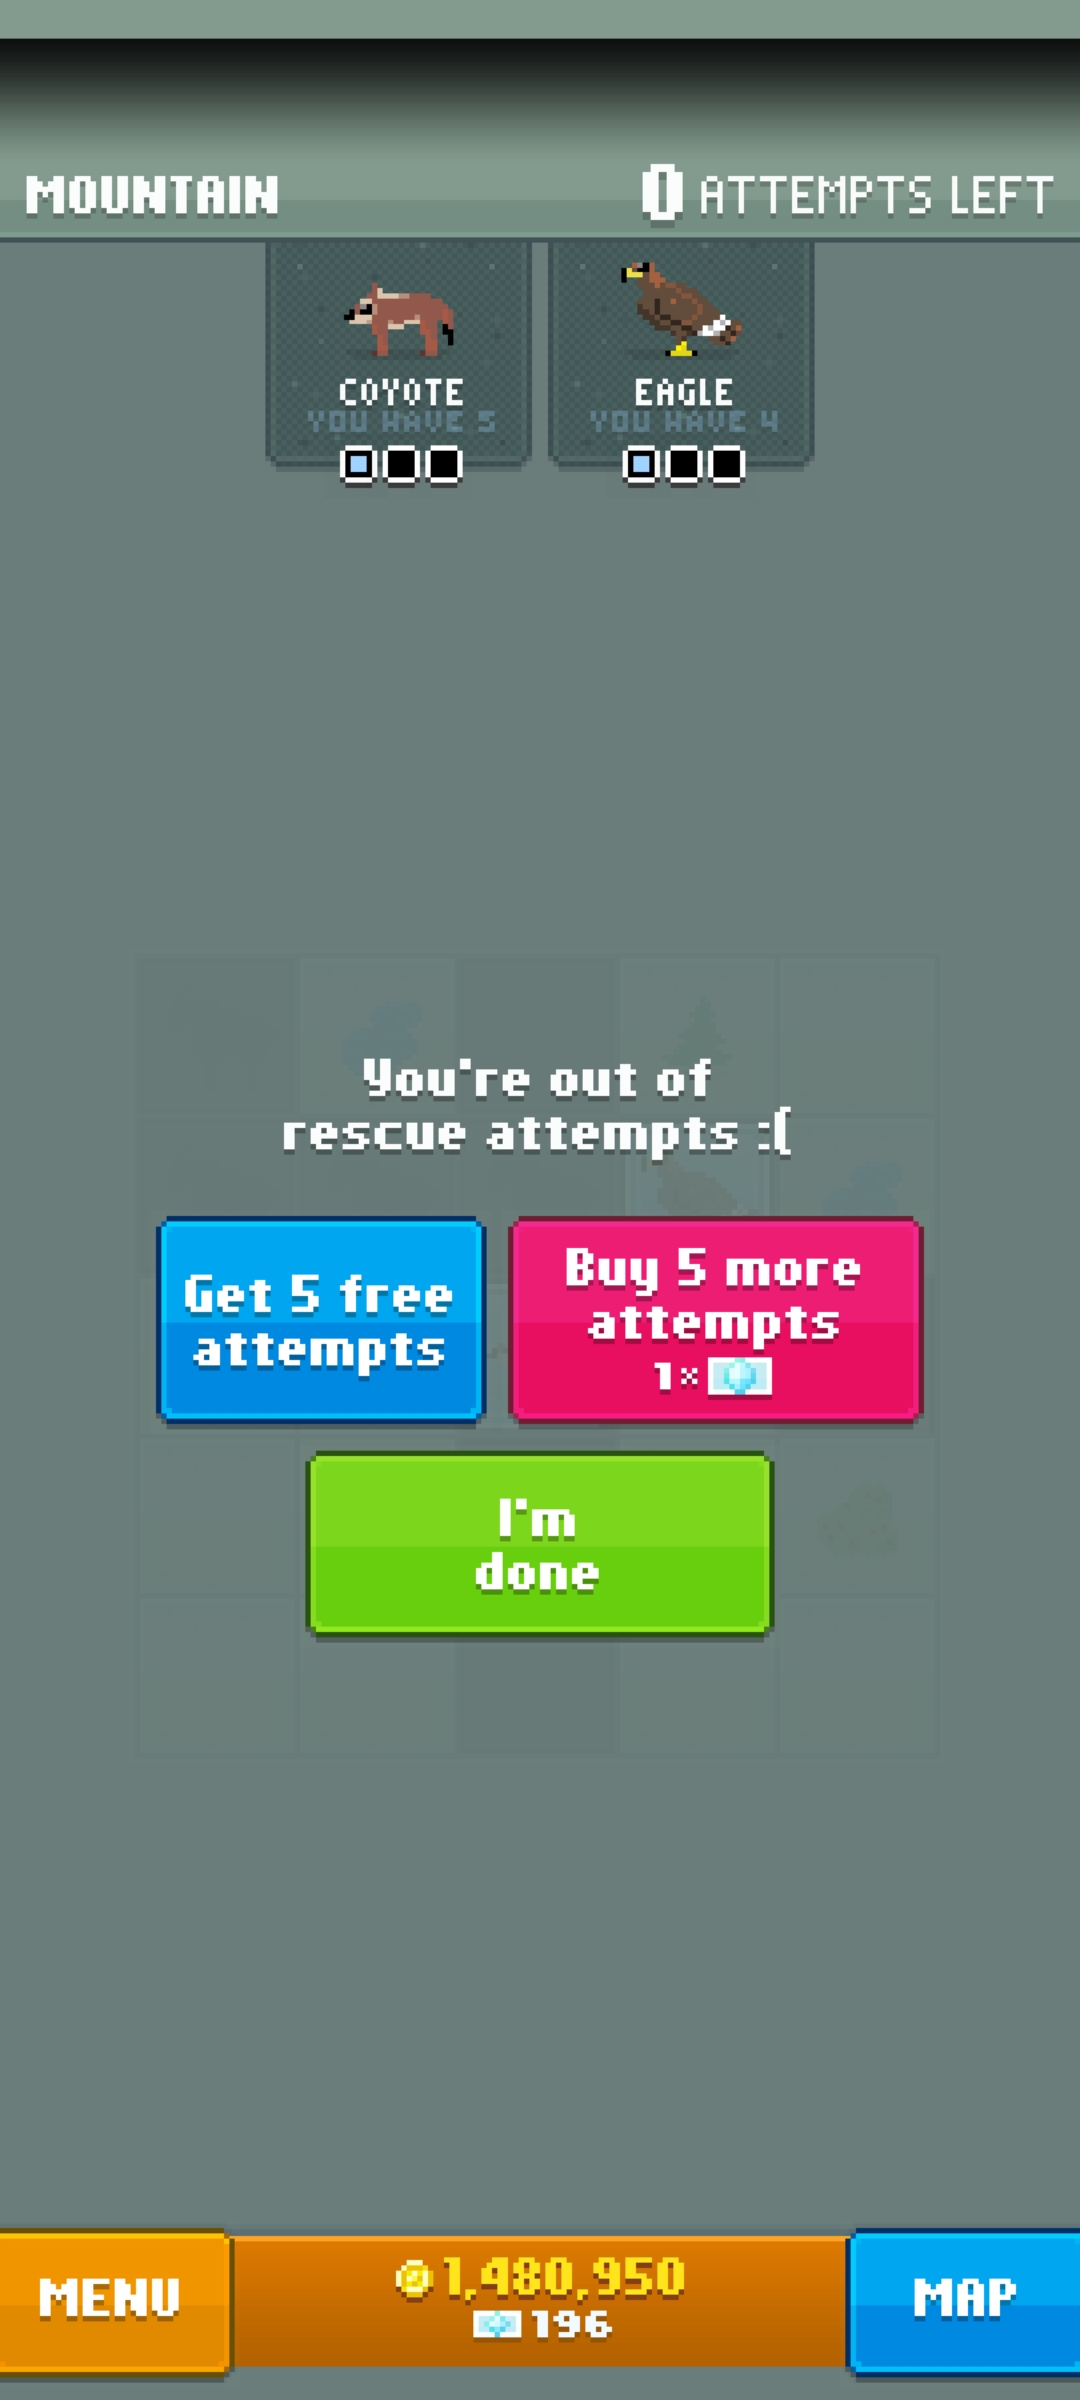 MOUNTAIN
0 ATTEMPTS LEFT
COYOTE
YOU HAVE 5
EAGLE
YOU HAVE 4
You're out of
rescue attempts :(
Get 5 free
attempts
Buy 5 more
attempts
1×
I'm
done
MENU
1,480,950
196
MAP